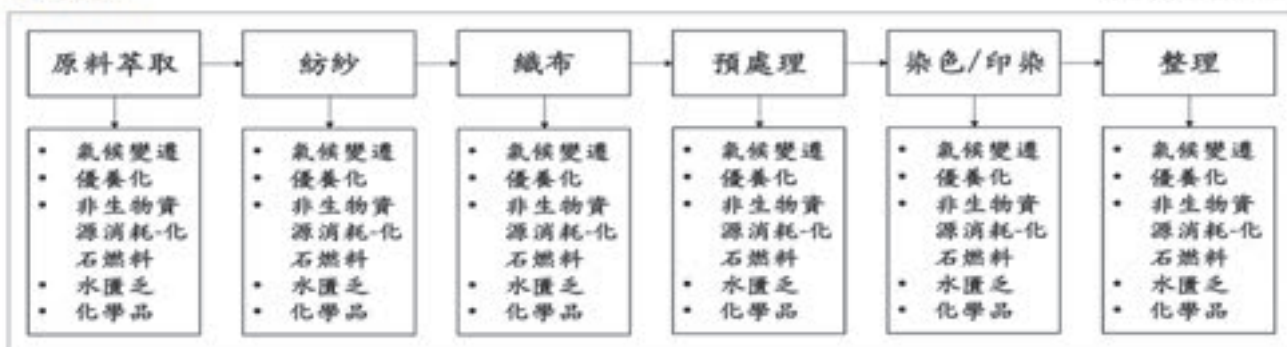 原料萃取
紡紗
織布
預處理
染色/印染
整理
• 氣候變遷
• 優養化
• 非生物資
源消耗-化
石燃料
• 水匱乏
• 化學品
• 氣候變遷
• 優養化
• 非生物資
源消耗-化
石燃料
• 水匱乏
• 化學品
• 氣候變遷
• 優養化
• 非生物資
源消耗-化
石燃料
• 水匱乏
• 化學品
• 氣候變遷
• 優養化
• 非生物資
源消耗-化
石燃料
• 水匱乏
• 化學品
• 氣候變遷
• 優養化
• 非生物資
源消耗-化
石燃料
• 水匱乏
• 化學品
• 氣候變遷
• 優養化
• 非生物資
源消耗-化
石燃料
• 水匱乏
• 化學品